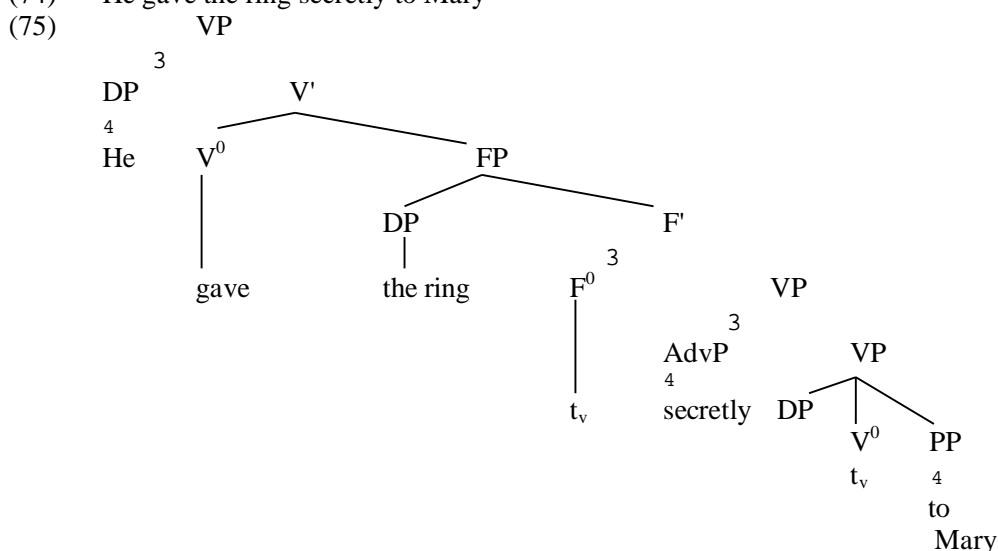 (74) He gave the ring secretly to Mary
(75) VP
3
DP V'
4
He V⁰ FP
DP F'
3
gave the ring F⁰ VP
3
AdvP VP
4
tᵥ secretly DP
V⁰ PP
tᵥ 4
to
Mary